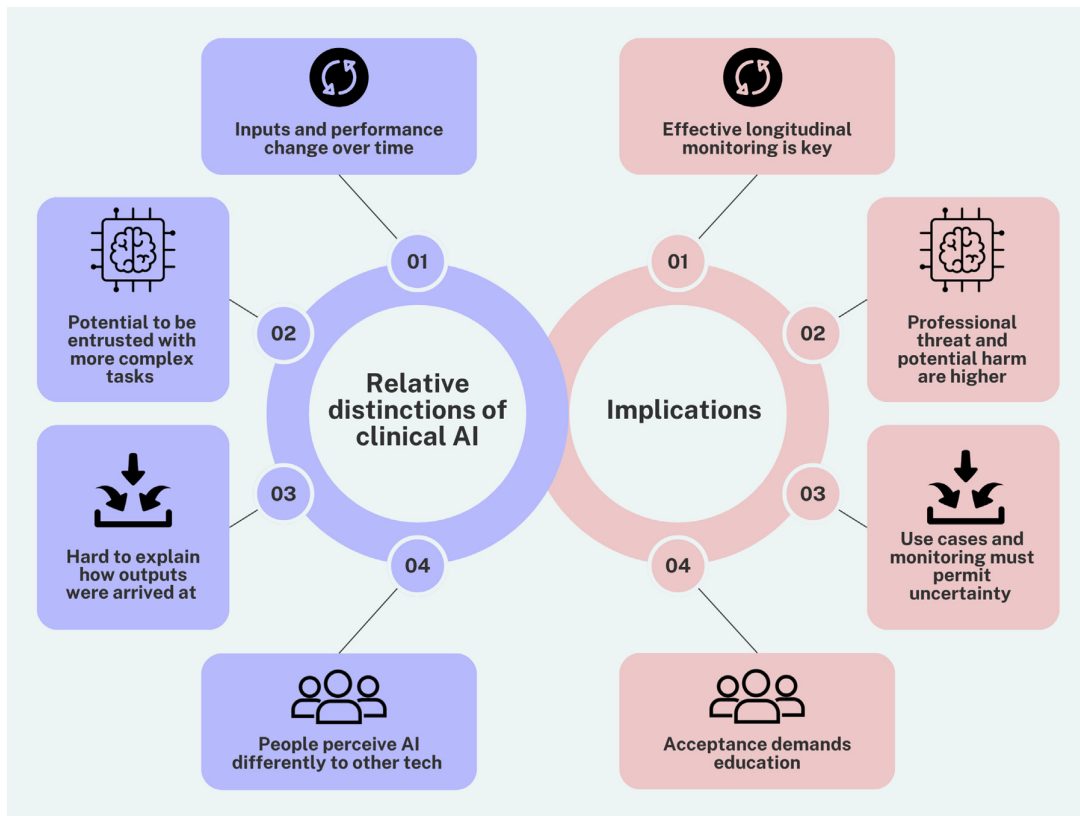 Inputs and performance
change over time
01
Potential to be
entrusted with
more complex
tasks
02
Hard to explain
how outputs
were arrived at
03
People perceive AI
differently to other tech
04
Relative
distinctions of
clinical AI
Effective longitudinal
monitoring is key
01
Professional
threat and
potential harm
are higher
02
Use cases and
monitoring must
permit
uncertainty
03
Acceptance demands
education
04
Implications